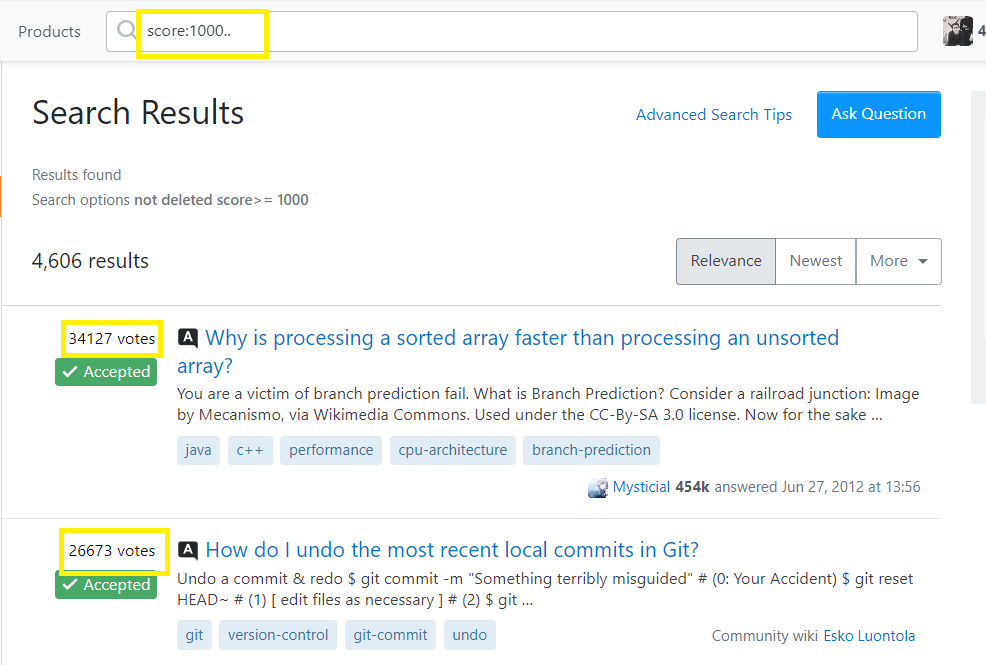 Products
score:1000..
4
Search Results
Advanced Search Tips
Ask Question
Results found
Search options not deleted score>= 1000
4,606 results
Relevance
Newest
More
34127 votes
Accepted
A Why is processing a sorted array faster than processing an unsorted
array?
You are a victim of branch prediction fail. What is Branch Prediction? Consider a railroad junction: Image
by Mecanismo, via Wikimedia Commons. Used under the CC-By-SA 3.0 license. Now for the sake ...
java
c++
performance
cpu-architecture
branch-prediction
Mysticial 454k answered Jun 27, 2012 at 13:56
26673 votes
Accepted
A How do I undo the most recent local commits in Git?
Undo a commit & redo $ git commit -m "Something terribly misguided" # (0: Your Accident) $ git reset
HEAD~ # (1) [ edit files as necessary ] # (2) $ git ...
git
version-control
git-commit
undo
Community wiki Esko Luontola